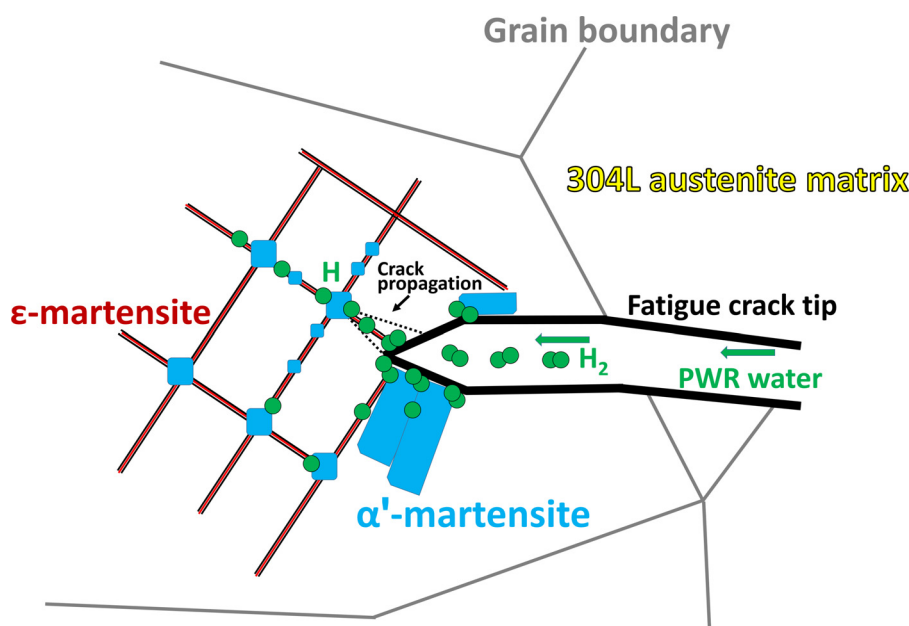 Grain boundary
304L austenite matrix
H
Crack
propagation
ε-martensite
Fatigue crack tip
H₂
PWR water
α'-martensite